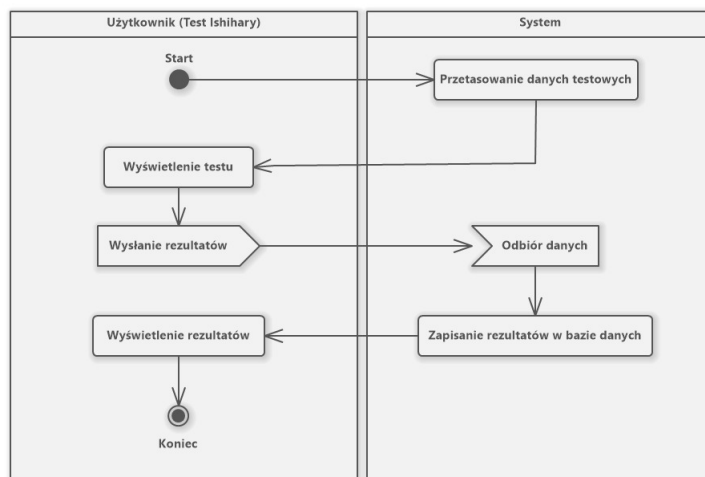 Użytkownik (Test Ishihary)
System
Start
Przetasowanie danych testowych
Wyświetlenie testu
Wysłanie rezultatów
Odbiór danych
Wyświetlenie rezultatów
Zapisanie rezultatów w bazie danych
Koniec